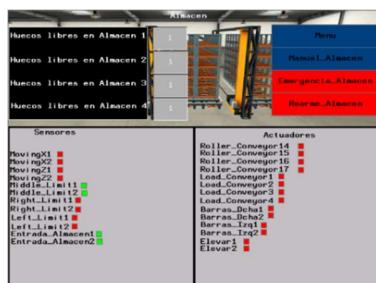 Almacen
Huecos libres en Almacen 1
1
Huecos libres en Almacen 2
1
Huecos libres en Almacen 3
1
Huecos libres en Almacen 4
1
Menu
Manual_Almacen
Emergencia_Almacen
Rearme_Almacen
Sensores
MovingX1
MovingX2
MovingZ1
MovingZ2
Middle_Limit1
Middle_Limit2
Right_Limit1
Right_Limit2
Left_Limit1
Left_Limit2
Entrada_Almacen1
Entrada_Almacen2
Actuadores
Roller_Conveyor14
Roller_Conveyor15
Roller_Conveyor16
Roller_Conveyor17
Load_Conveyor1
Load_Conveyor2
Load_Conveyor3
Load_Conveyor4
Barras_Dcha1
Barras_Dcha2
Barras_Izq1
Barras_Izq2
Elevar1
Elevar2